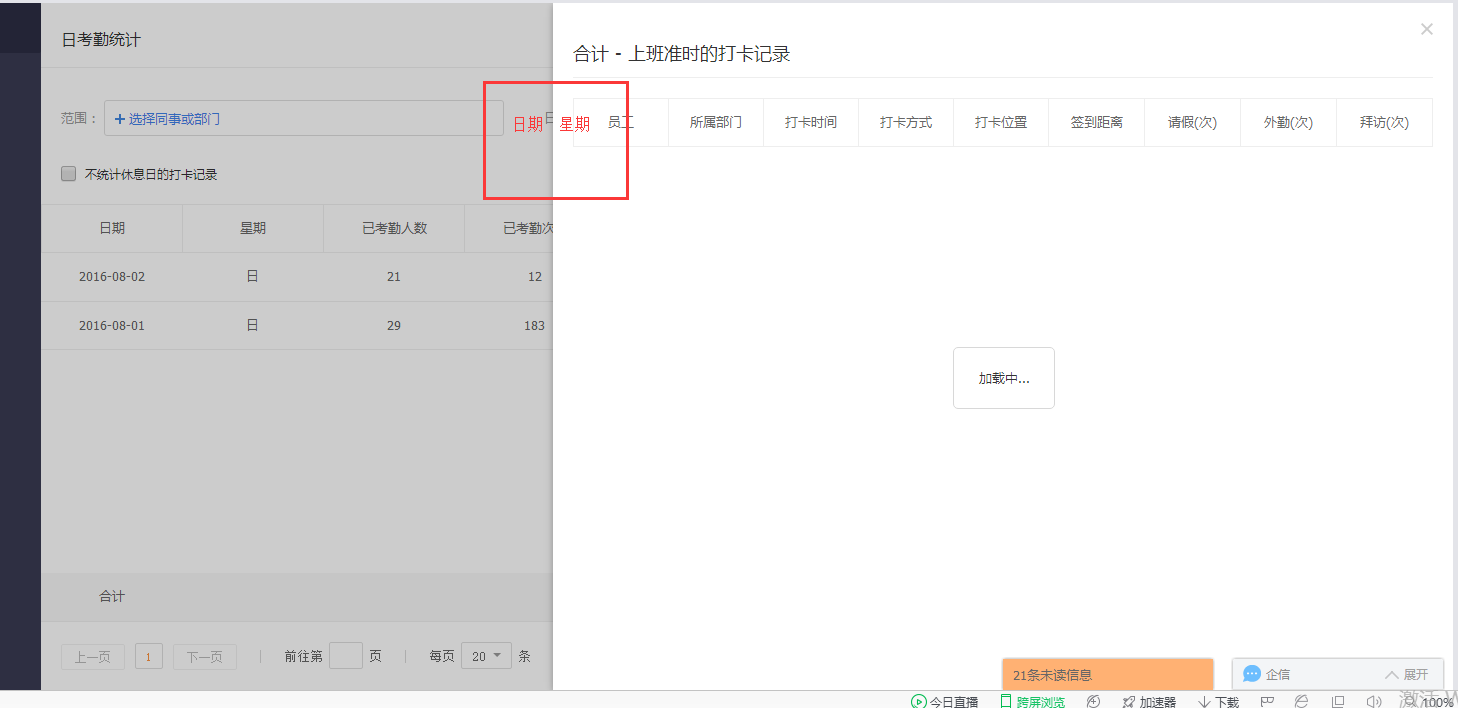 日考勤统计
范围：
+ 选择同事或部门
不统计休息日的打卡记录
日期 星期 已考勤人数 已考勤次
2016-08-02 日 21 12
2016-08-01 日 29 183
合计
上一页 1 下一页 前往第 页 每页 20 条
合计 - 上班准时的打卡记录
日期 星期
员工 所属部门 打卡时间 打卡方式 打卡位置 签到距离 请假(次) 外勤(次) 拜访(次)
加载中...
21条未读信息
企信 展开
今日直播 跨屏浏览 加速器 下载 100%
激活 W